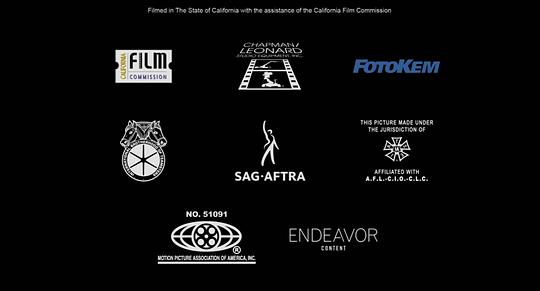 Filmed in The State of California with the assistance of the California Film Commission
CALIFORNIA
FILM
COMMISSION
CHAPMAN/
LEONARD
STUDIO EQUIPMENT, INC.
FOTOKEM
SAG·AFTRA
THIS PICTURE MADE UNDER
THE JURISDICTION OF
IA
AFFILIATED WITH
A.F.L.-C.I.O.-C.L.C.
NO. 51091
®
MOTION PICTURE ASSOCIATION OF AMERICA, INC.
ENDEAVOR
CONTENT